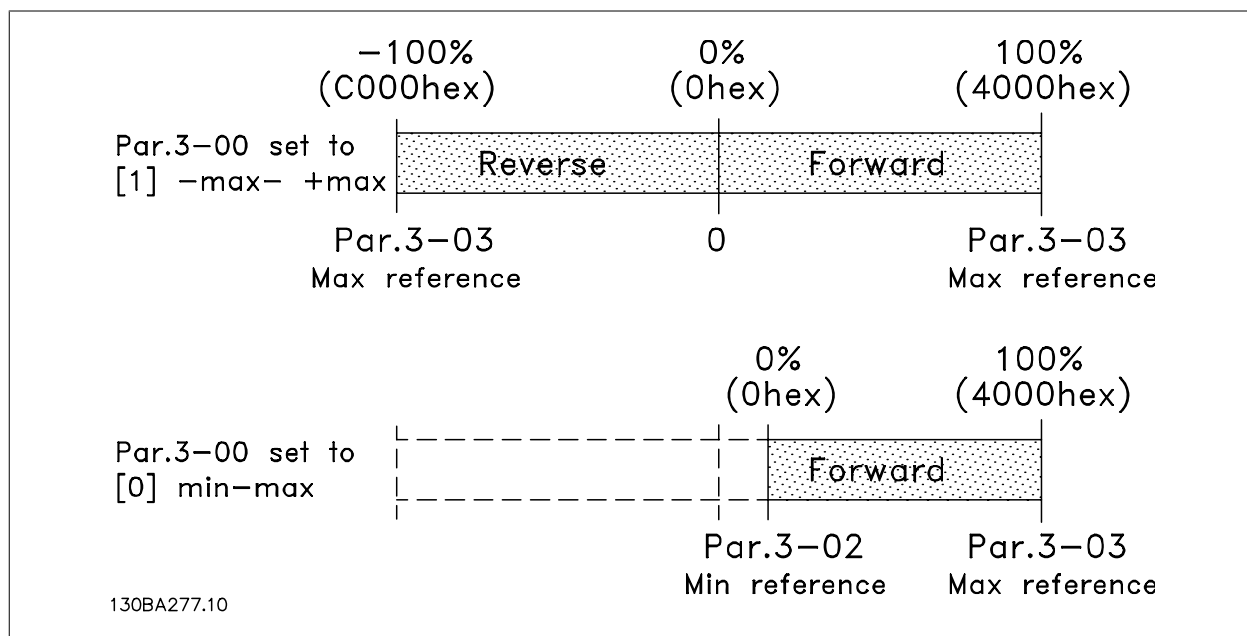 -100% 0% 100%
(C000hex) (0hex) (4000hex)
Par.3-00 set to
[1] -max- +max
Reverse Forward
Par.3-03 0 Par.3-03
Max reference Max reference
0% 100%
(0hex) (4000hex)
Par.3-00 set to
[0] min-max
Forward
Par.3-02 Par.3-03
Min reference Max reference
130BA277.10